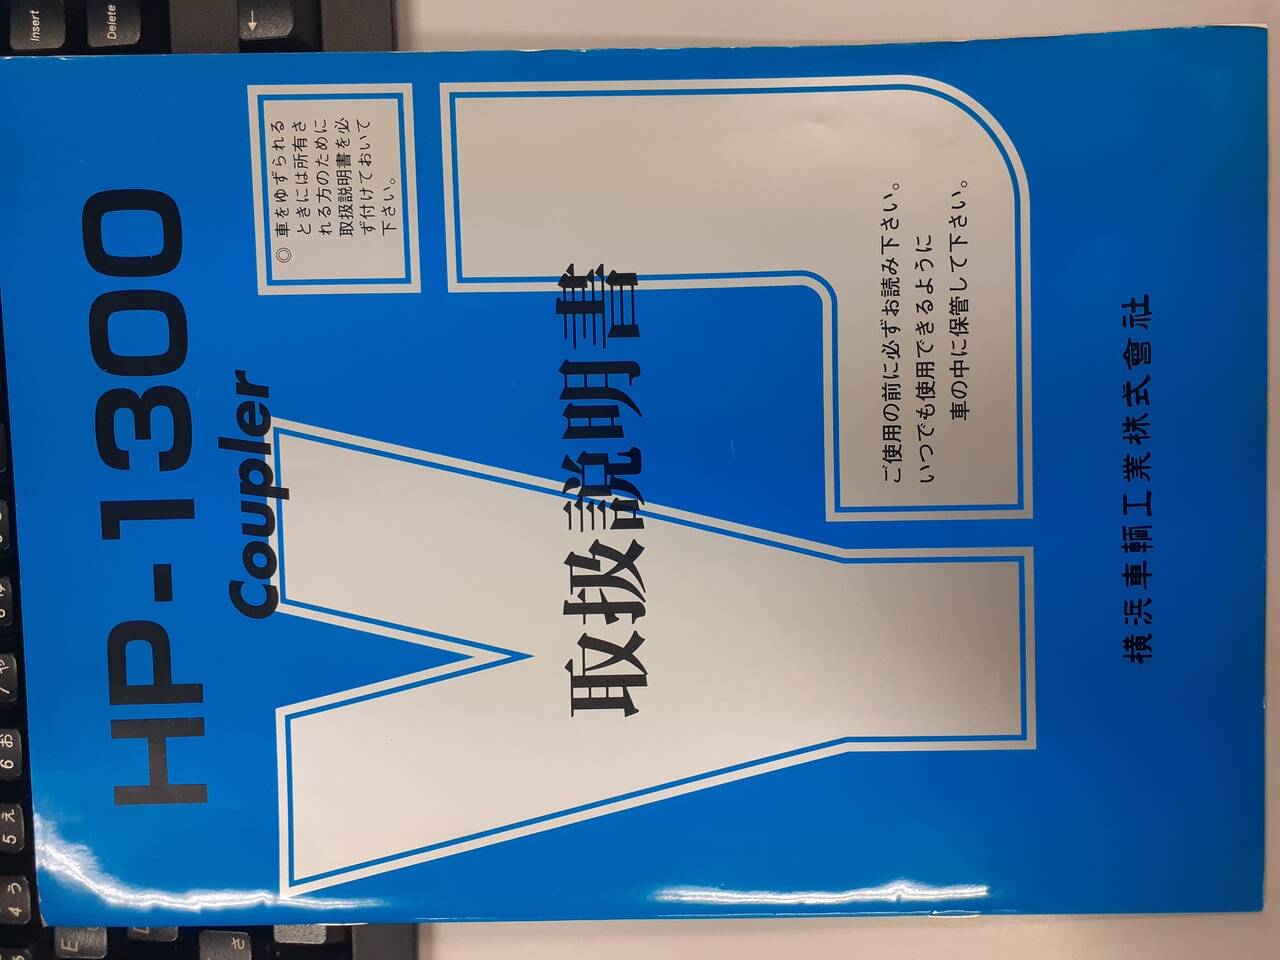 HP-1300
Coupler
◎ 車をゆずられる
ときには所有さ
れる方のために
取扱説明書を必
ず付けておいて
下さい。
取扱説明書
ご使用の前に必ずお読み下さい。
いつでも使用できるように
車の中に保管して下さい。
横浜車輌工業株式會社
Insert
Delete
←